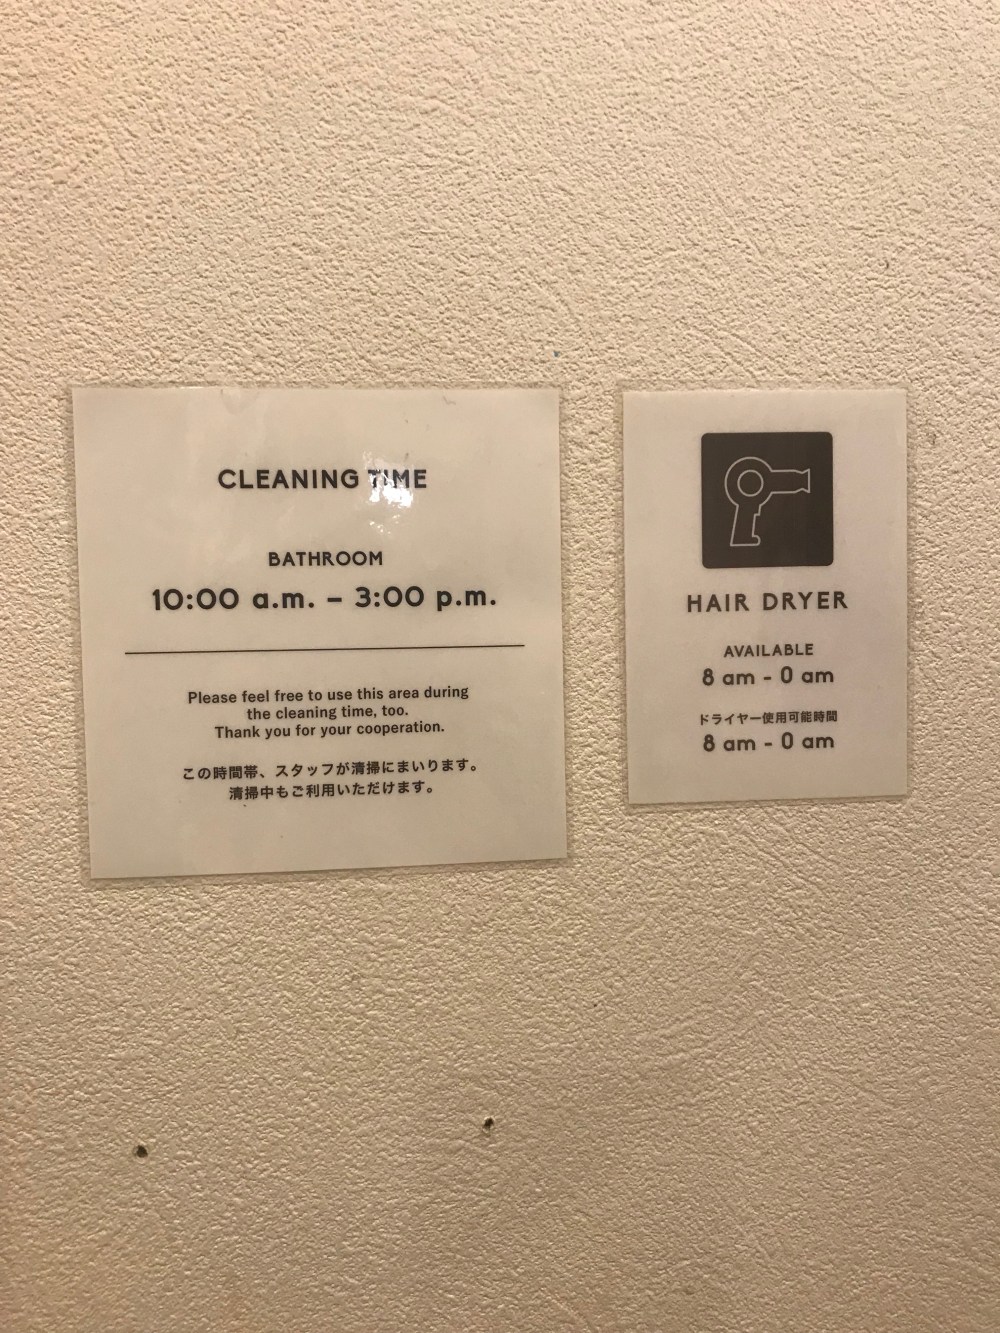 CLEANING TIME
BATHROOM
10:00 a.m. – 3:00 p.m.
Please feel free to use this area during
the cleaning time, too.
Thank you for your cooperation.
この時間帯、スタッフが清掃にまいります。
清掃中もご利用いただけます。
HAIR DRYER
AVAILABLE
8 am - 0 am
ドライヤー使用可能時間
8 am - 0 am